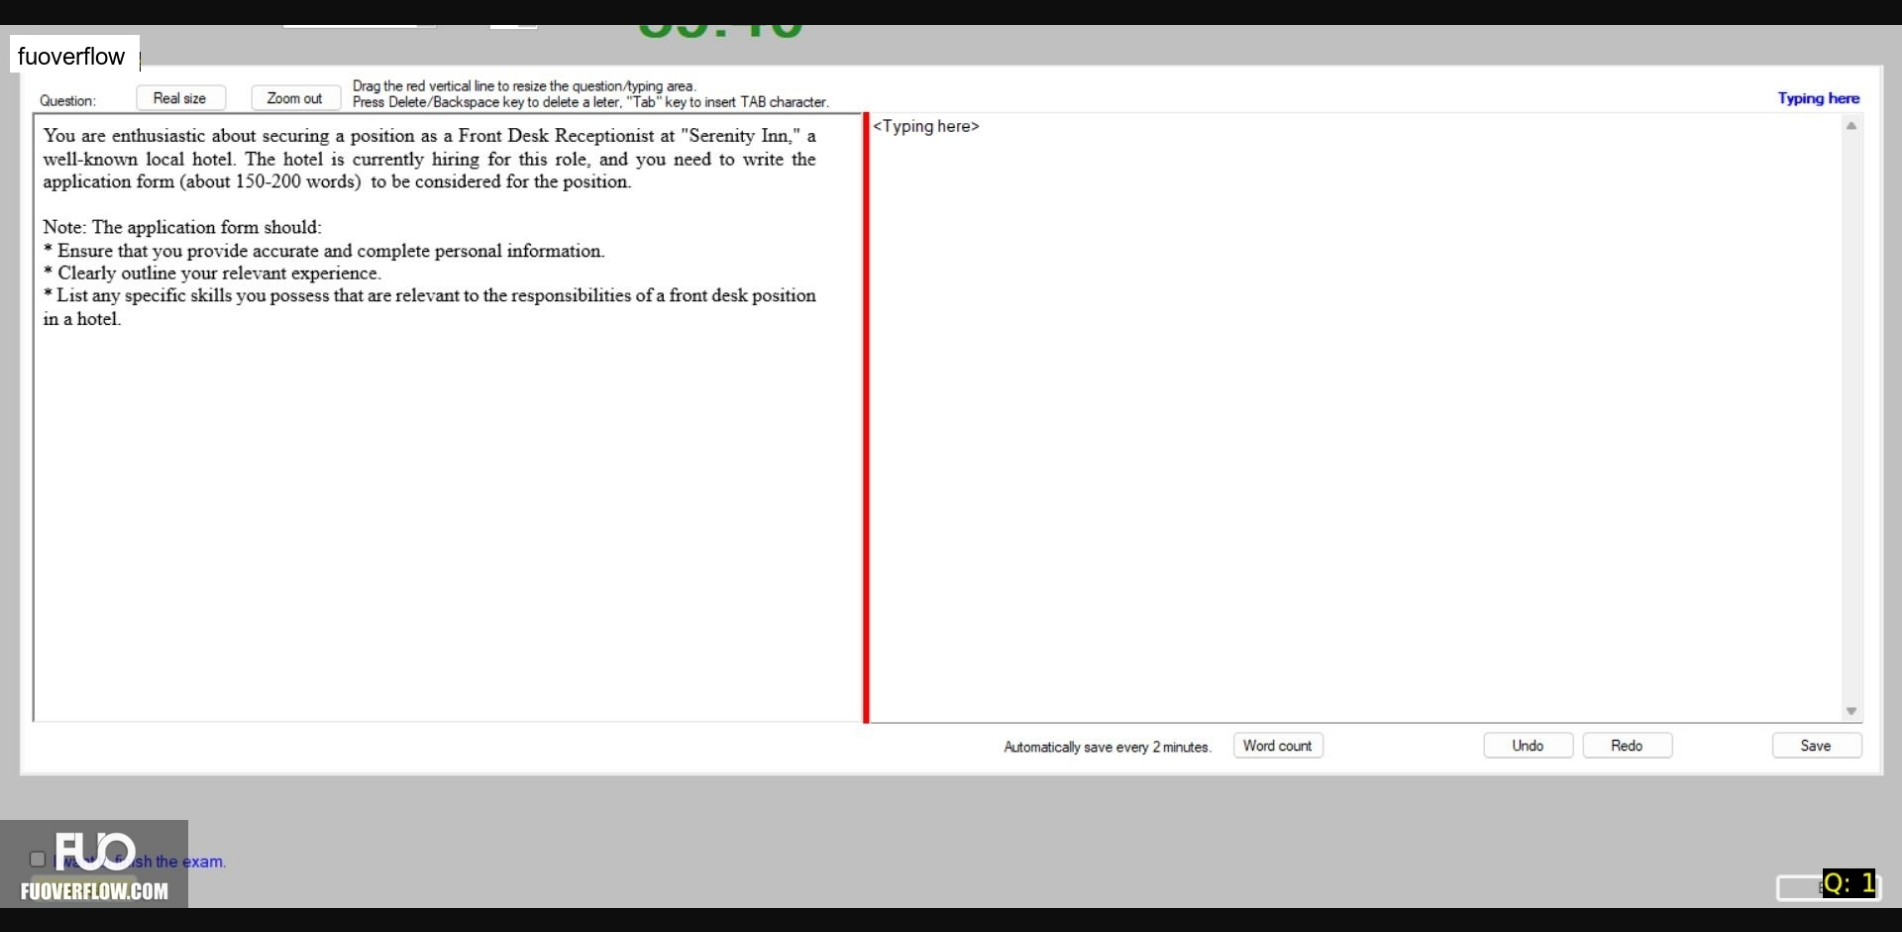 fuoverflow
Question:
Real size
Zoom out
Drag the red vertical line to resize the question/typing area.
Press Delete/Backspace key to delete a leter, "Tab" key to insert TAB character.
Typing here
You are enthusiastic about securing a position as a Front Desk Receptionist at "Serenity Inn," a
well-known local hotel. The hotel is currently hiring for this role, and you need to write the
application form (about 150-200 words) to be considered for the position.
Note: The application form should:
* Ensure that you provide accurate and complete personal information.
* Clearly outline your relevant experience.
* List any specific skills you possess that are relevant to the responsibilities of a front desk position
in a hotel.
<Typing here>
Automatically save every 2 minutes.
Word count
Undo
Redo
Save
FUO
sh the exam.
FUOVERFLOW.COM
Q: 1